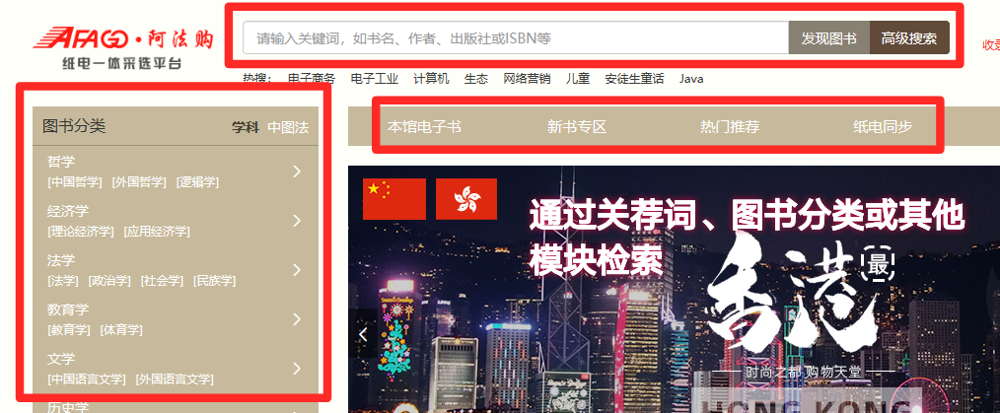 AFAGO·阿法购
纸电一体采选平台
请输入关键词，如书名、作者、出版社或ISBN等
发现图书
高级搜索
热搜： 电子商务 电子工业 计算机 生态 网络营销 儿童 安徒生童话 Java
图书分类 学科 中图法
本馆电子书 新书专区 热门推荐 纸电同步
哲学
[中国哲学] [外国哲学] [逻辑学]
经济学
[理论经济学] [应用经济学]
法学
[法学] [政治学] [社会学] [民族学]
教育学
[教育学] [体育学]
文学
[中国语言文学] [外国语言文学]
历史学
通过关荐词、图书分类或其他
模块检索
最
香港
时尚之都 购物天堂
HONG KONG